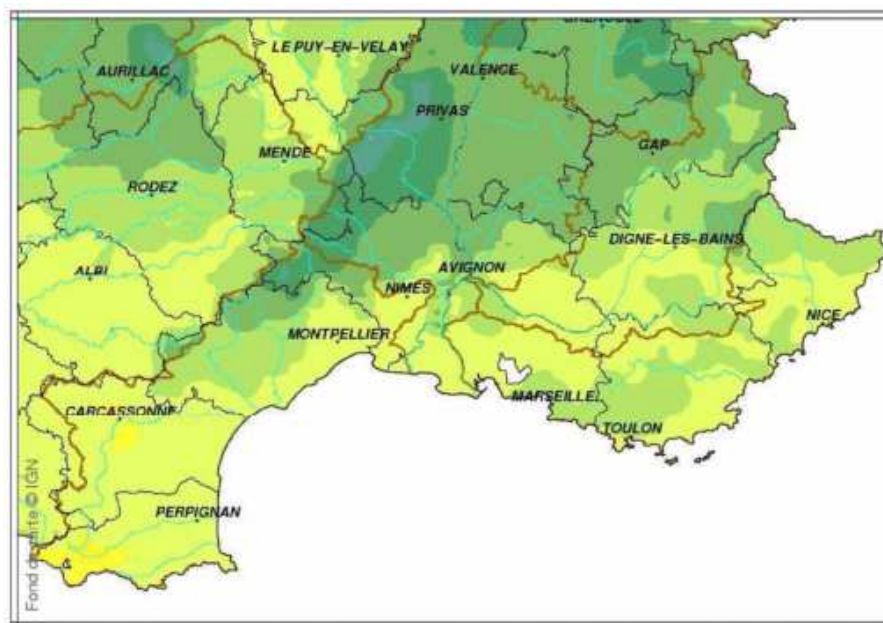 GRENOBLE
LE PUY-EN-VELAY
AURILLAC
VALENCE
PRIVAS
MENDE
GAP
RODEZ
DIGNE-LES-BAINS
ALBI
AVIGNON
NIMES
NICE
MONTPELLIER
MARSEILLE
CARCASSONNE
TOULON
PERPIGNAN
Fond de carte © IGN